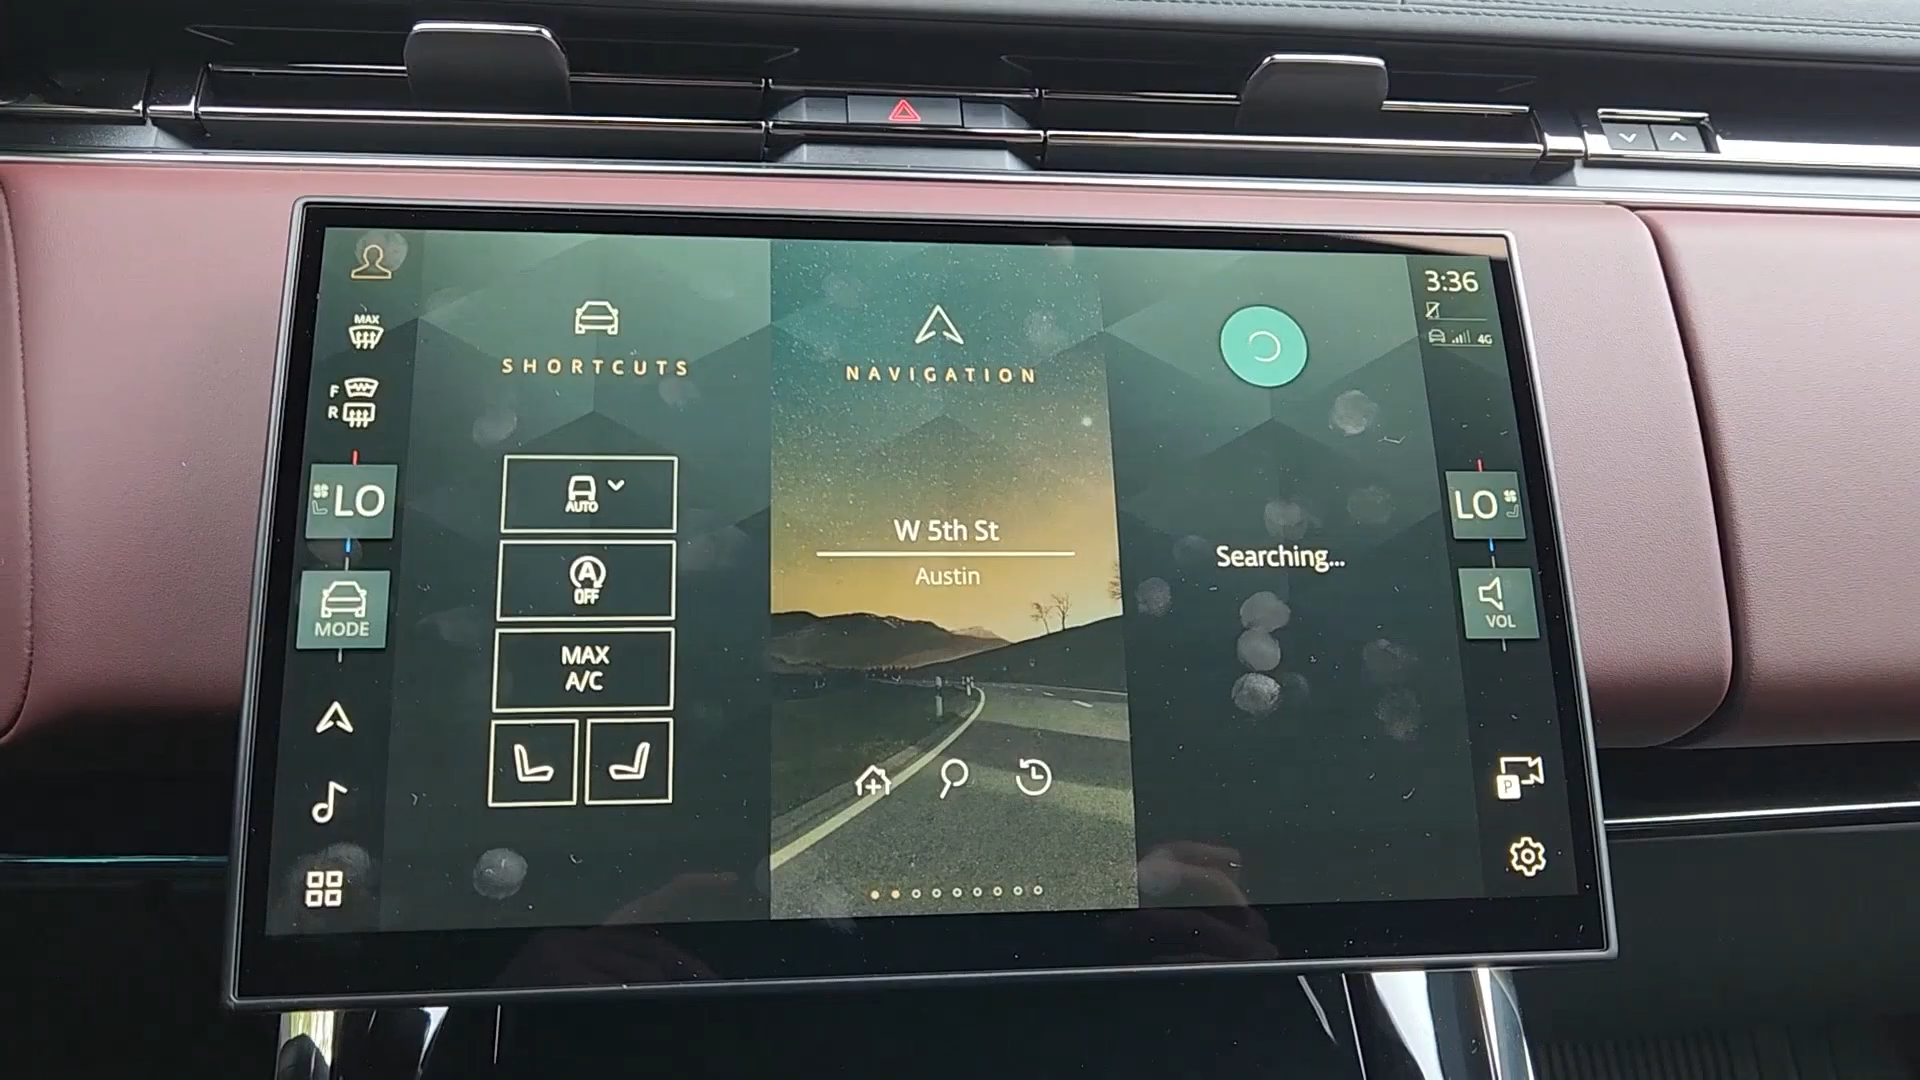 MAX
F
R
LO
MODE
SHORTCUTS
AUTO
A
OFF
MAX
A/C
NAVIGATION
W 5th St
Austin
Searching...
3:36
4G
LO
VOL
P